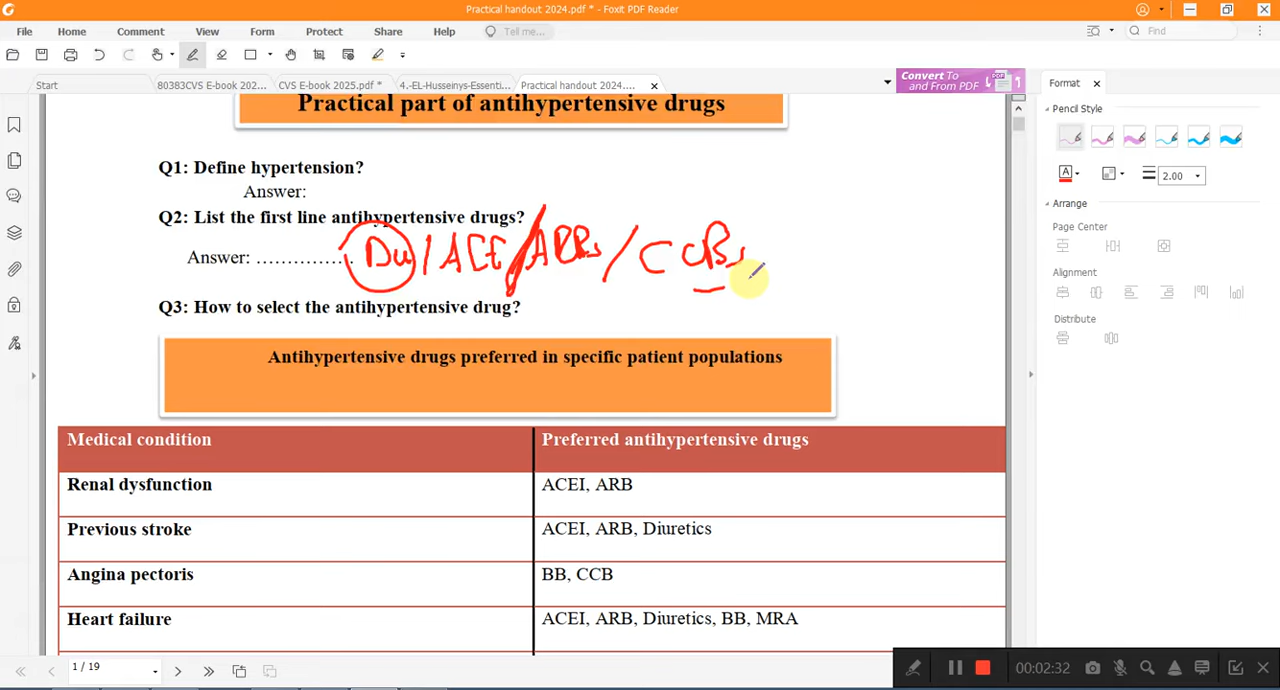 Practical handout 2024.pdf * - Foxit PDF Reader
File Home Comment View Form Protect Share Help Tell me... Find
Start 80383CVS E-book 202... CVS E-book 2025.pdf * 4.-EL-Husseinys-Essenti... Practical handout 2024....
Convert To
and From PDF
Format
Pencil Style
A
2.00
Arrange
Page Center
Alignment
Distribute
Practical part of antihypertensive drugs
Q1: Define hypertension?
Answer:
Q2: List the first line antihypertensive drugs?
Answer: ……………
Du / ACE / ARBs / C CBs
Q3: How to select the antihypertensive drug?
Antihypertensive drugs preferred in specific patient populations
Medical condition Preferred antihypertensive drugs
Renal dysfunction ACEI, ARB
Previous stroke ACEI, ARB, Diuretics
Angina pectoris BB, CCB
Heart failure ACEI, ARB, Diuretics, BB, MRA
1 / 19
00:02:32